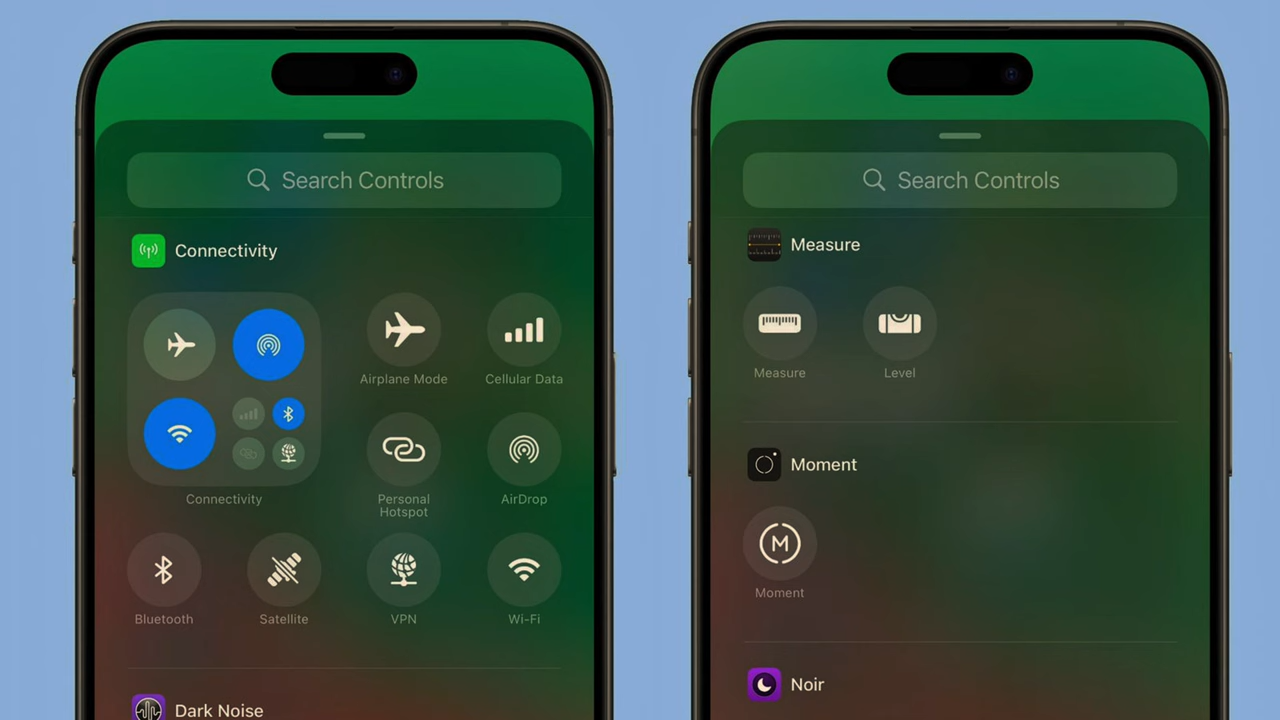 Search Controls
Connectivity
Airplane Mode
Cellular Data
Connectivity
Personal
Hotspot
AirDrop
Bluetooth
Satellite
VPN
Wi-Fi
Dark Noise
Search Controls
Measure
Measure
Level
Moment
M
Moment
Noir